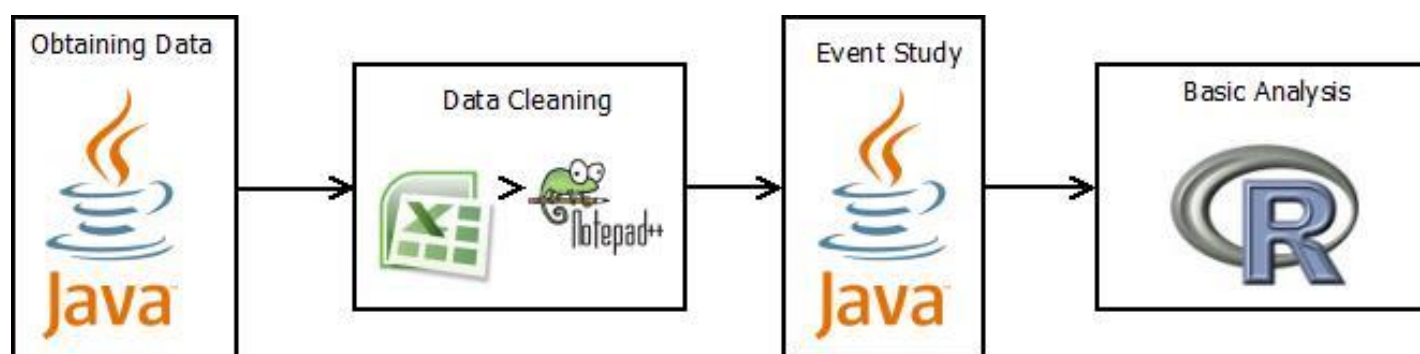 Obtaining Data
Java
Data Cleaning
X
>
Notepad++
Event Study
Java
Basic Analysis
R